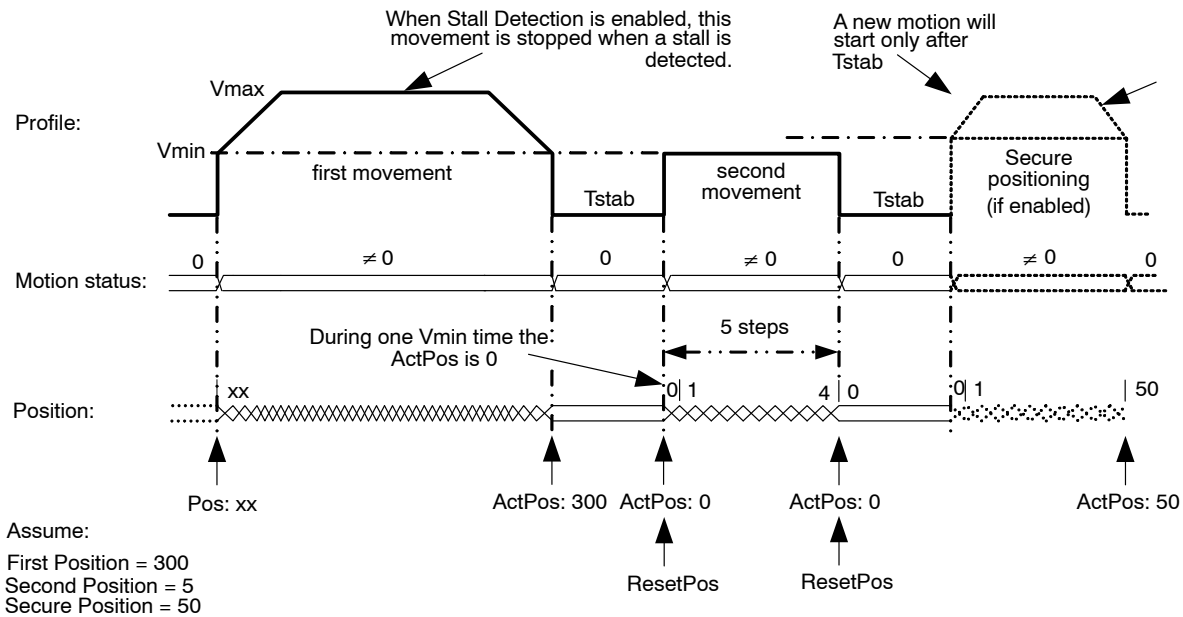 When Stall Detection is enabled, this
movement is stopped when a stall is
detected.
A new motion will
start only after
Tstab
Profile:
Vmax
Vmin
first movement
Tstab
second
movement
Tstab
Secure
positioning
(if enabled)
Motion status:
0
≠ 0
0
≠ 0
0
≠ 0
0
During one Vmin time the
ActPos is 0
5 steps
Position:
xx
0 1
4 0
0 1
50
Pos: xx
ActPos: 300
ActPos: 0
ActPos: 0
ActPos: 50
ResetPos
ResetPos
Assume:
First Position = 300
Second Position = 5
Secure Position = 50